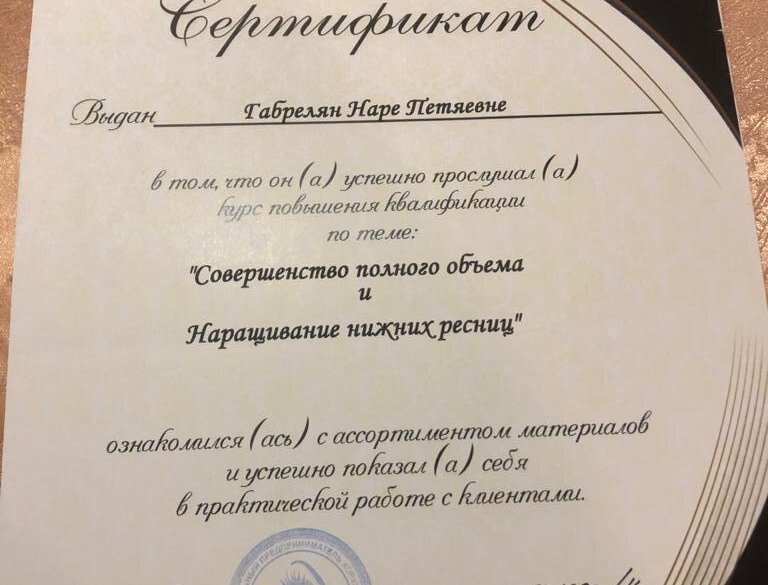 Сертификат
Выдан Габрелян Наре Петяевне
в том, что он (а) успешно прослушал (а)
курс повышения квалификации
по теме:
"Совершенство полного объема
и
Наращивание нижних ресниц"
ознакомился (ась) с ассортиментом материалов
и успешно показал (а) себя
в практической работе с клиентами.
ПРЕДПРИНИМАТЕЛЬ